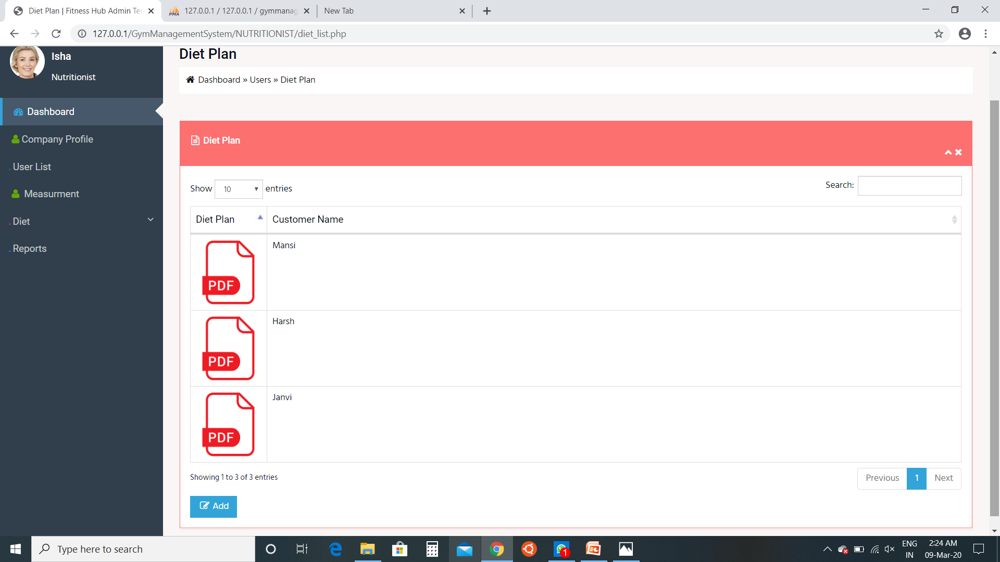 Diet Plan | Fitness Hub Admin Te
127.0.0.1 / 127.0.0.1 / gymmanag
New Tab
127.0.0.1/GymManagementSystem/NUTRITIONIST/diet_list.php
Isha
Nutritionist
Dashboard
Company Profile
User List
Measurment
Diet
Reports
Diet Plan
Dashboard » Users » Diet Plan
Diet Plan
Show 10 entries
Search:
Diet Plan
Customer Name
PDF
Mansi
PDF
Harsh
PDF
Janvi
Showing 1 to 3 of 3 entries
Previous 1 Next
Add
Type here to search
1
ENG
IN
2:24 AM
09-Mar-20